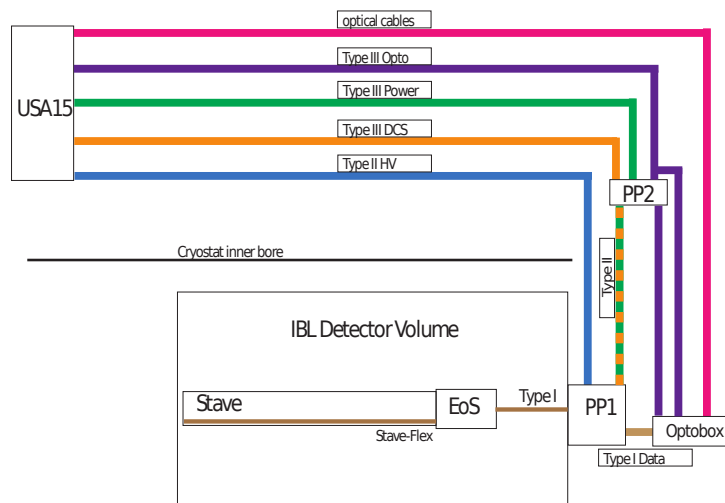 optical cables
Type III Opto
USA15
Type III Power
Type III DCS
Type II HV
PP2
Cryostat inner bore
Type II
IBL Detector Volume
Stave
EoS
Type I
PP1
Stave-Flex
Optobox
Type I Data